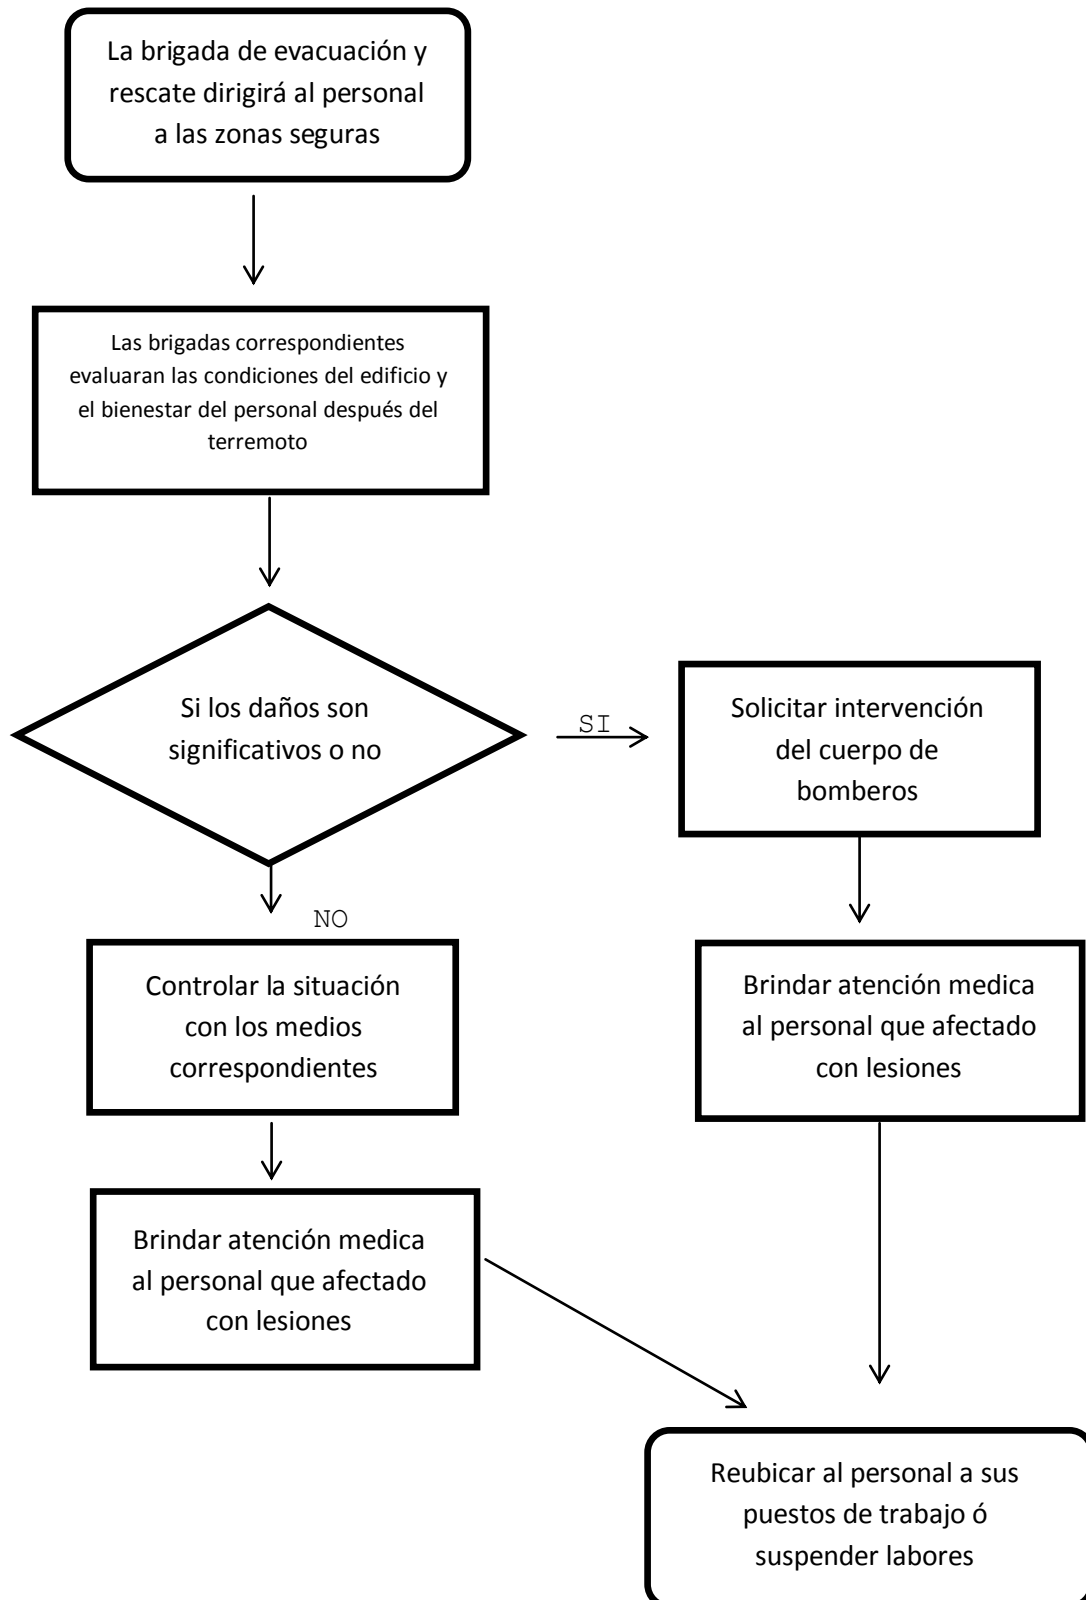 La brigada de evacuación y
rescate dirigirá al personal
a las zonas seguras
Las brigadas correspondientes
evaluaran las condiciones del edificio y
el bienestar del personal después del
terremoto
Si los daños son
significativos o no
SI
Solicitar intervención
del cuerpo de
bomberos
NO
Controlar la situación
con los medios
correspondientes
Brindar atención medica
al personal que afectado
con lesiones
Brindar atención medica
al personal que afectado
con lesiones
Reubicar al personal a sus
puestos de trabajo ó
suspender labores